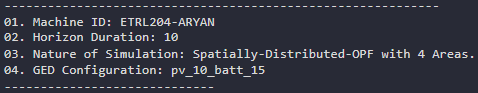 ---------------------------------------------------------------
01. Machine ID: ETRL204-ARYAN
02. Horizon Duration: 10
03. Nature of Simulation: Spatially-Distributed-OPF with 4 Areas.
04. GED Configuration: pv_10_batt_15
------------------------------